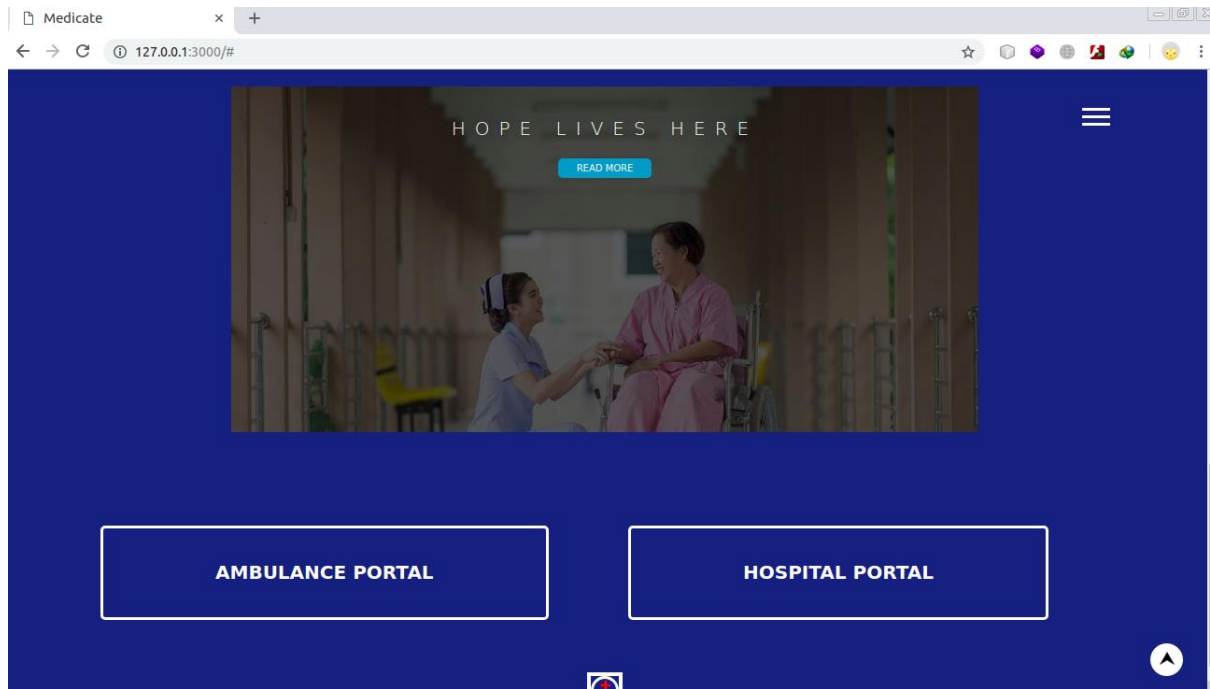 Medicate
127.0.0.1:3000/#
HOPE LIVES HERE
READ MORE
AMBULANCE PORTAL
HOSPITAL PORTAL